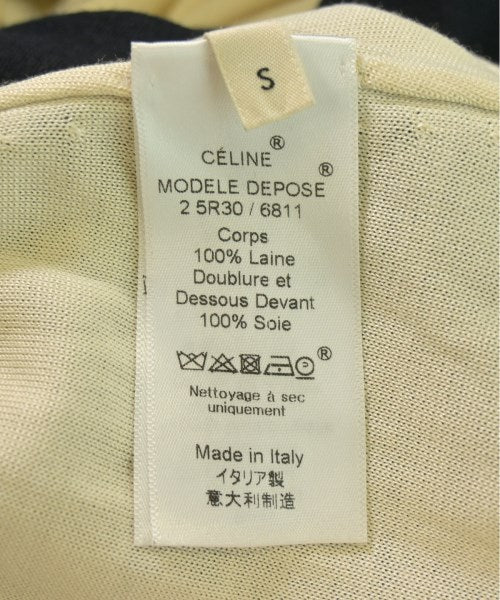 S
CÉLINE®
MODELE DEPOSE®
2 5R30 / 6811
Corps
100% Laine
Doublure et
Dessous Devant
100% Soie
®
Nettoyage à sec
uniquement
Made in Italy
イタリア製
意大利制造